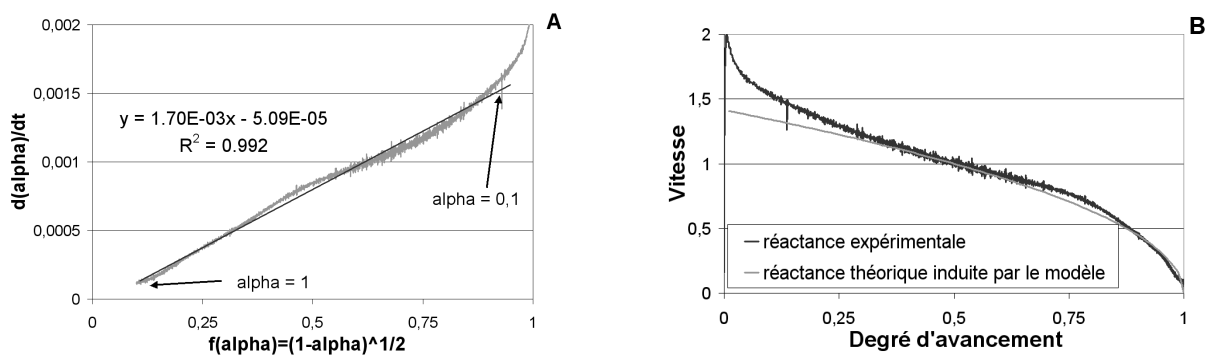 A
0,002
0,0015
0,001
0,0005
0
y = 1.70E-03x - 5.09E-05
R² = 0.992
alpha = 0,1
alpha = 1
d(alpha)/dt
0
0,25
0,5
0,75
1
f(alpha)=(1-alpha)^1/2
B
2
1,5
1
0,5
0
Vitesse
réactance expérimentale
réactance théorique induite par le modèle
0
0,25
0,5
0,75
1
Degré d'avancement